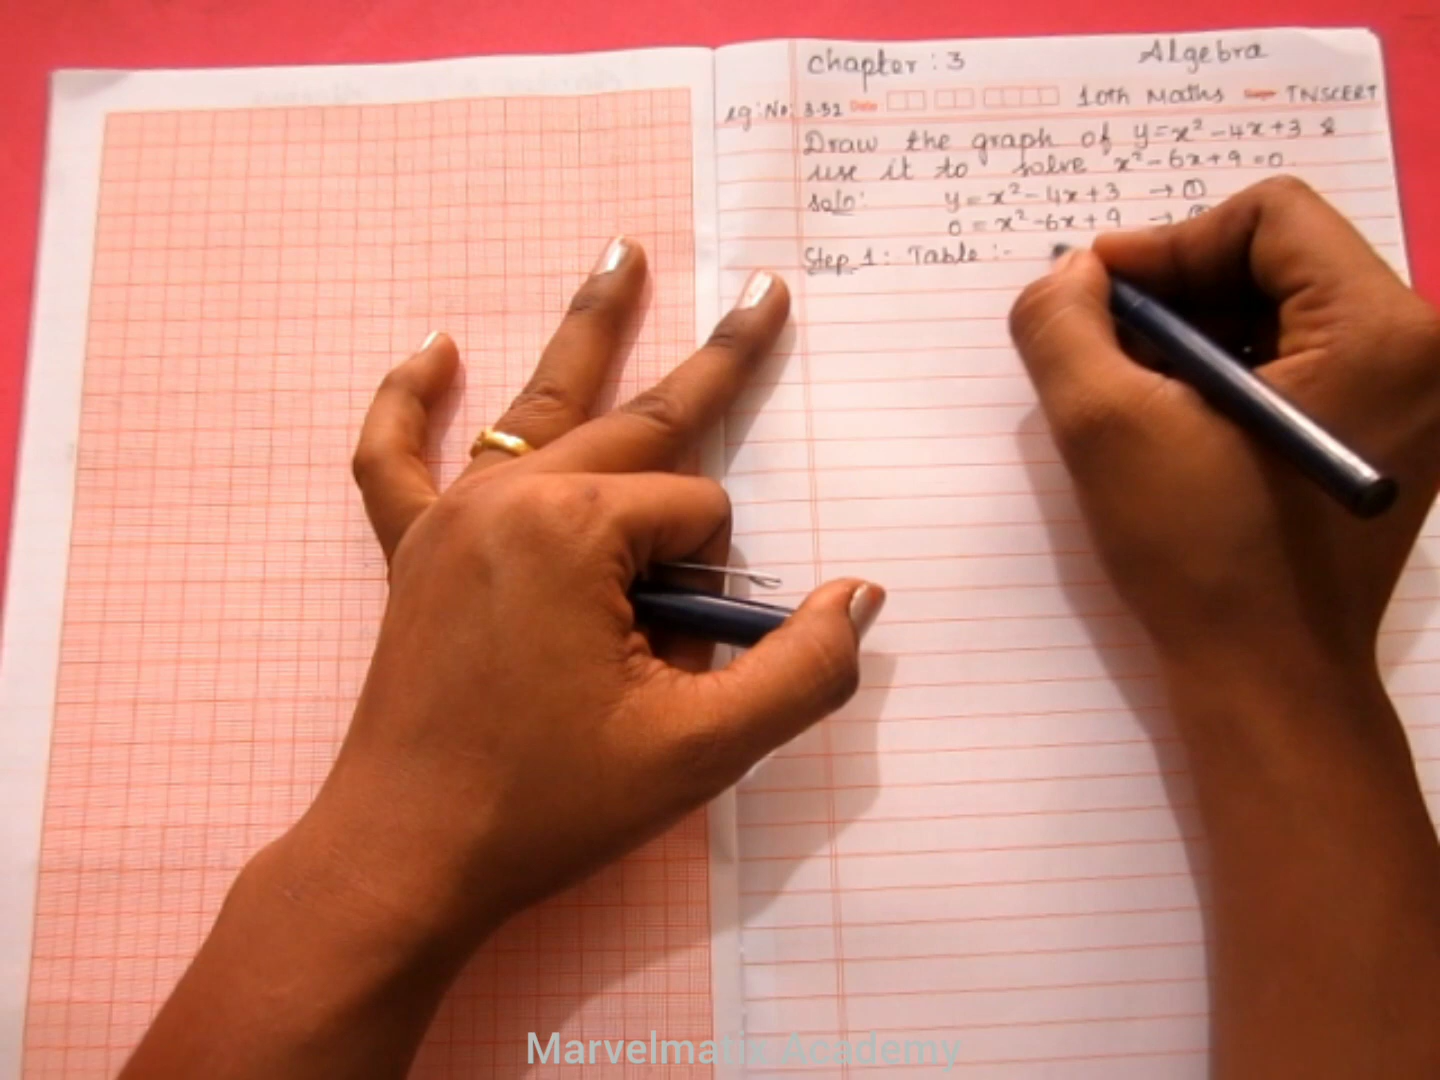 Chapter : 3 Algebra
eg: No: 3.52 Date 10th Maths TNSCERT
Draw the graph of y=x² -4x+3 &
use it to solve x²-6x+9=0.
soln: y=x²-4x+3 →①
0=x²-6x+9 →
Step 1: Table :-
Marvelmatix Academy